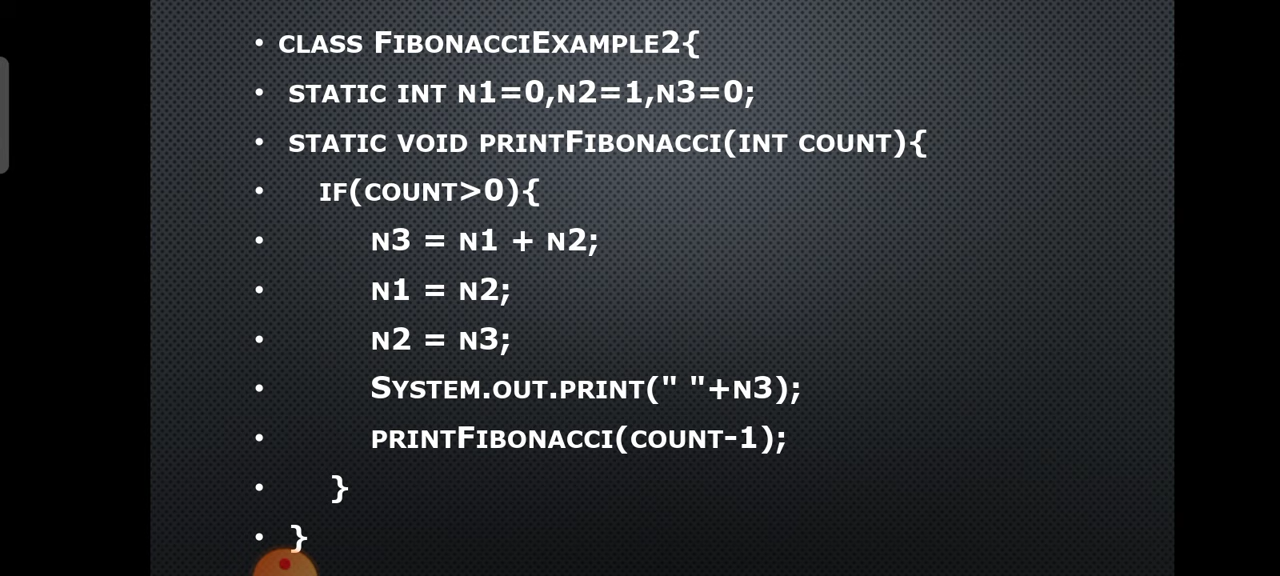 • class FibonacciExample2{
• static int n1=0,n2=1,n3=0;
• static void printFibonacci(int count){
• if(count>0){
• n3 = n1 + n2;
• n1 = n2;
• n2 = n3;
• System.out.print(" "+n3);
• printFibonacci(count-1);
• }
• }